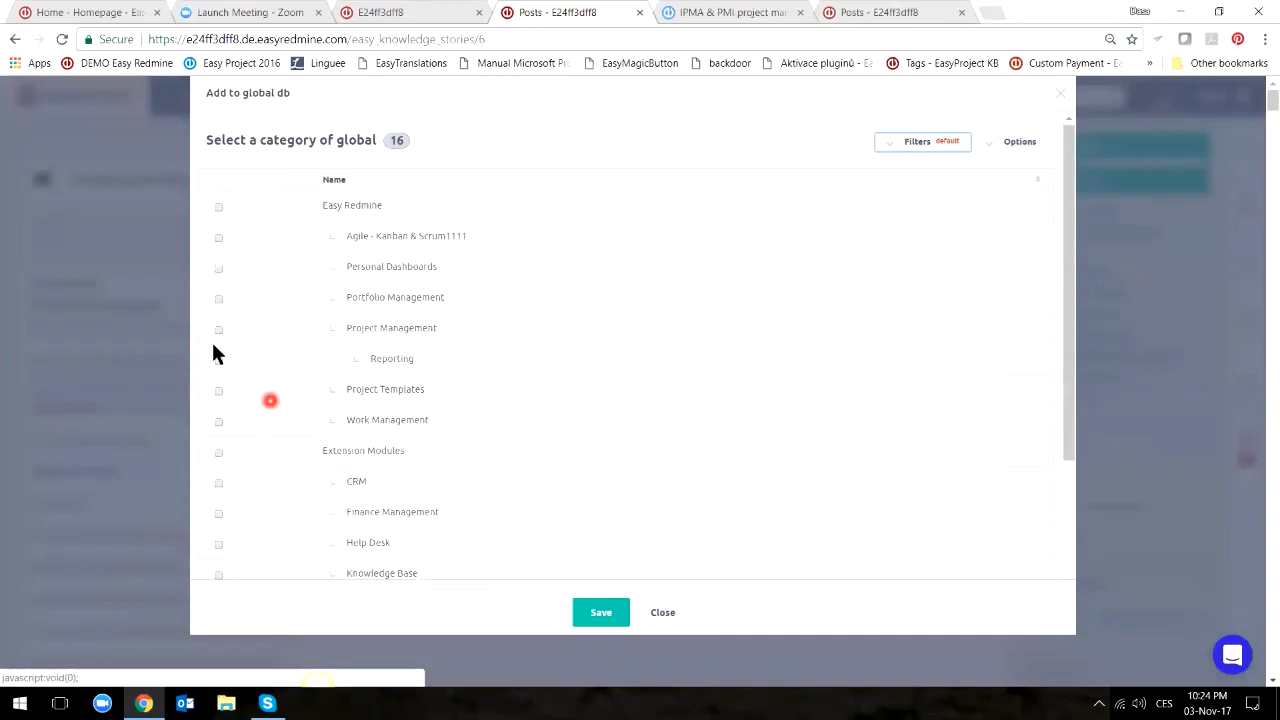 Home - Homepage - Eto
Launch Meeting - Zoom
E24ff3dff8
Posts - E24ff3dff8
IPMA & PMI project mar
Posts - E24ff3dff8
Secure
https://e24ff3dff8.de.easyredmine.com/easy_knowledge_stories/6
Apps
DEMO Easy Redmine
Easy Project 2016
Linguee
EasyTranslations
Manual Microsoft Pro
EasyMagicButton
backdoor
Aktivace pluginů - Ea
Tags - EasyProject KB
Custom Payment - Ea
»
Other bookmarks
Add to global db
Select a category of global 16
Filters default
Options
Name
Easy Redmine
Agile - Kanban & Scrum1111
Personal Dashboards
Portfolio Management
Project Management
Reporting
Project Templates
Work Management
Extension Modules
CRM
Finance Management
Help Desk
Knowledge Base
Save
Close
javascript:void(0);
CES
10:24 PM
03-Nov-17